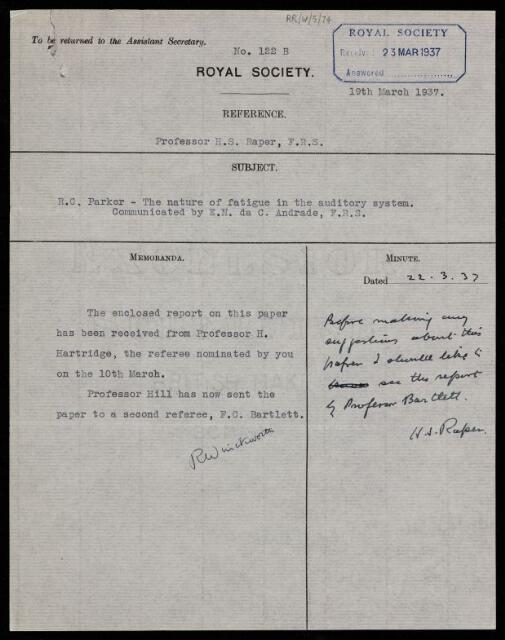 RR/W/5/74
To be returned to the Assistant Secretary.
No. 122 B
ROYAL SOCIETY
Received 23 MAR 1937
Answered
ROYAL SOCIETY.
19th March 1937.
REFERENCE.
Professor H.S. Raper, F.R.S.
SUBJECT.
R.C. Parker - The nature of fatigue in the auditory system.
Communicated by E.N. da C. Andrade, F.R.S.
MEMORANDA.
The enclosed report on this paper
has been received from Professor H.
Hartridge, the referee nominated by you
on the 10th March.
Professor Hill has now sent the
paper to a second referee, F.C. Bartlett.
RWinckworth
MINUTE.
Dated 22.3.37
Before making any
suggestions about this
paper I should like to
see the report
by Professor Bartlett.
H.S. Raper.